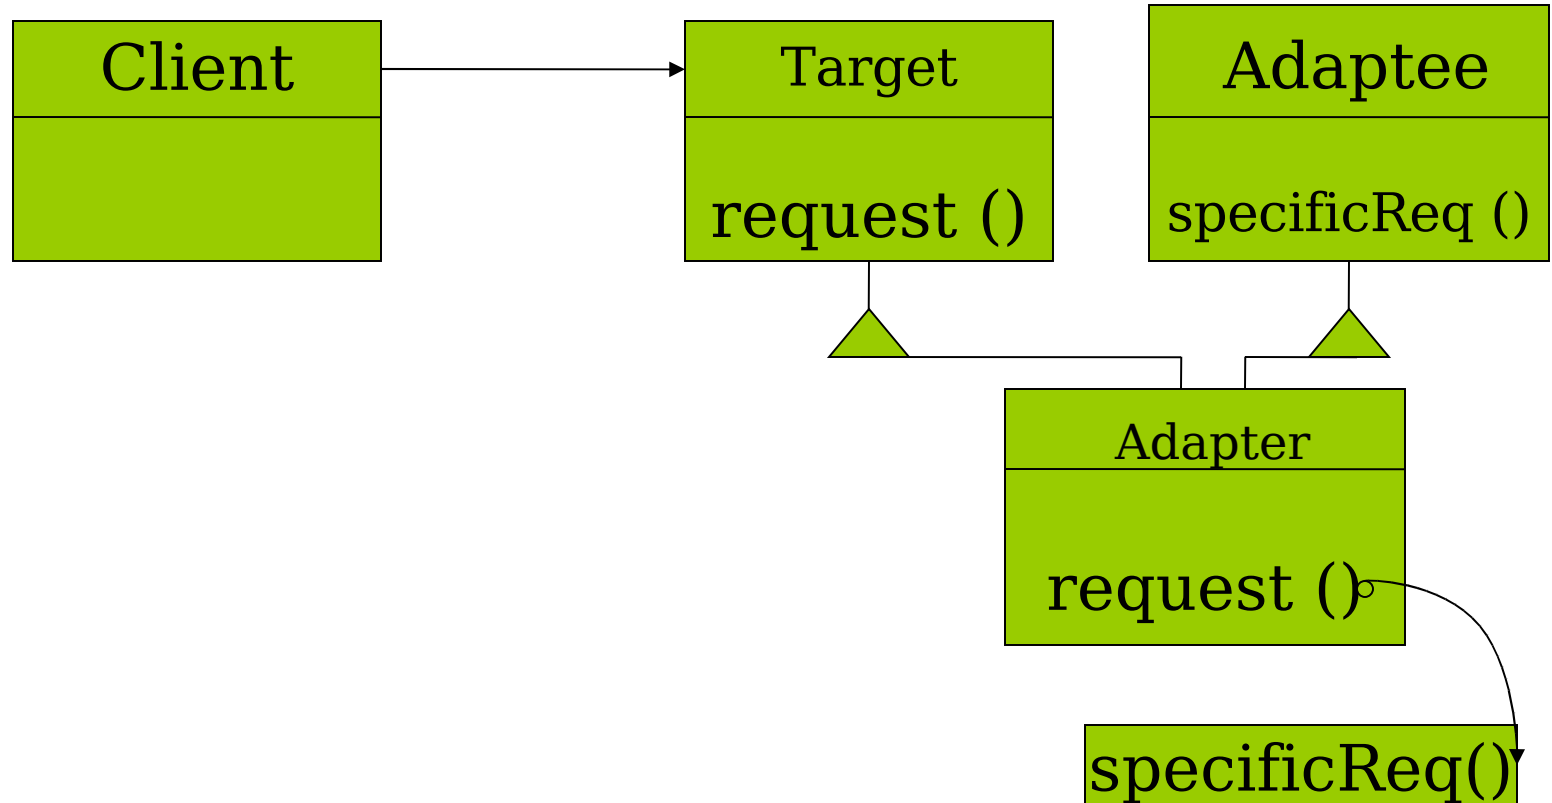 Client
Target
Adaptee
request ()
specificReq ()
Adapter
request ()
specificReq()